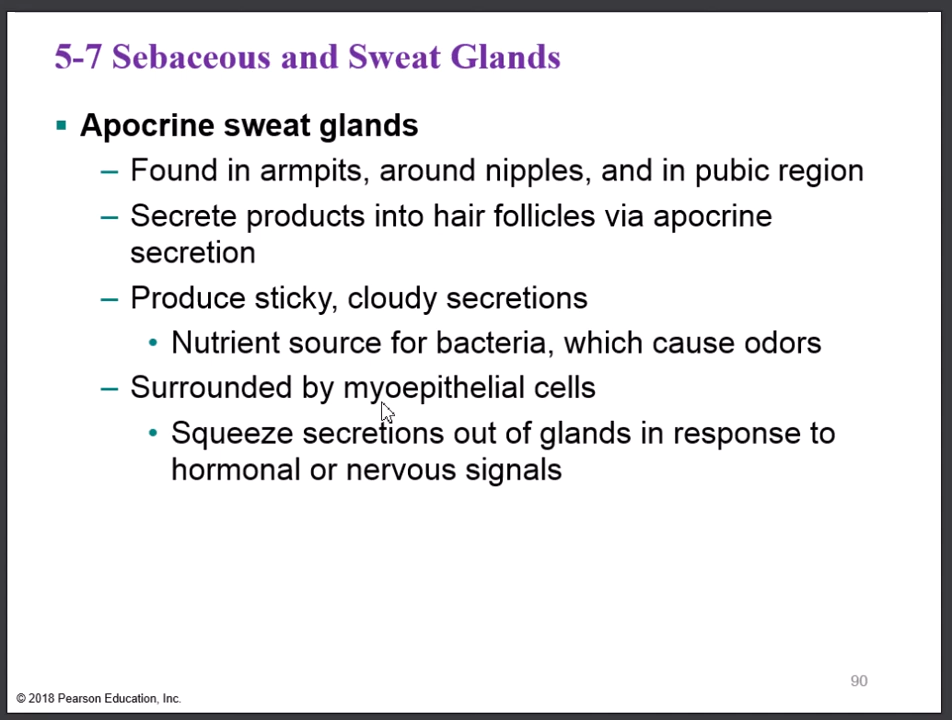 5-7 Sebaceous and Sweat Glands
▪ Apocrine sweat glands
– Found in armpits, around nipples, and in pubic region
– Secrete products into hair follicles via apocrine
secretion
– Produce sticky, cloudy secretions
• Nutrient source for bacteria, which cause odors
– Surrounded by myoepithelial cells
• Squeeze secretions out of glands in response to
hormonal or nervous signals
90
© 2018 Pearson Education, Inc.